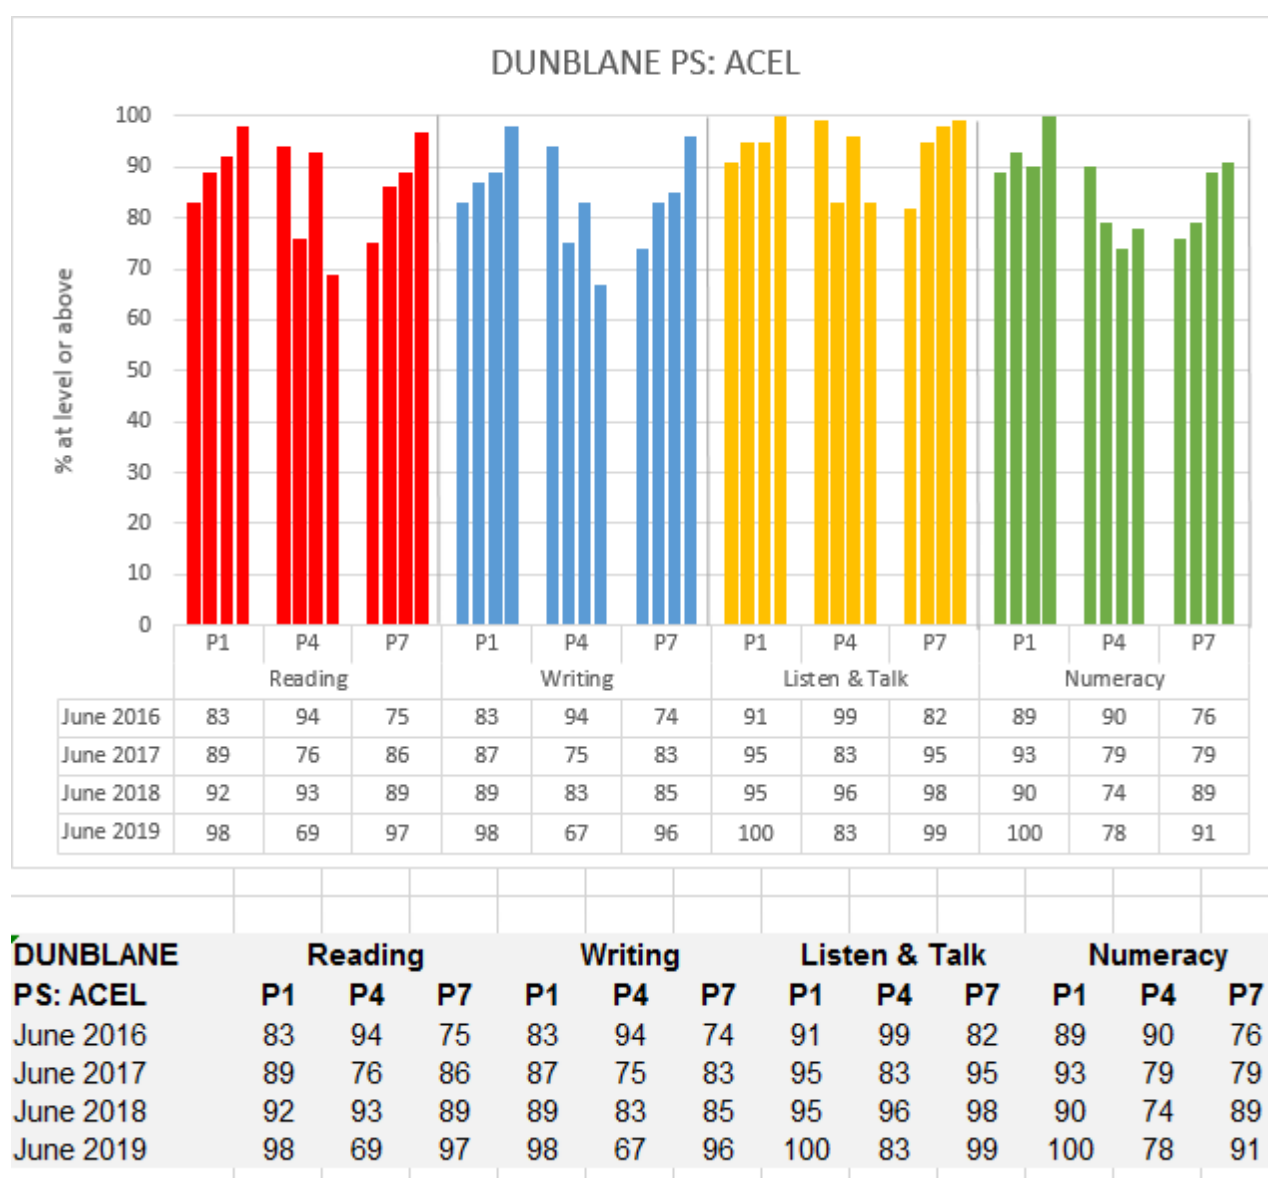 DUNBLANE PS: ACEL
% at level or above
100
90
80
70
60
50
40
30
20
10
0
P1 P4 P7 P1 P4 P7 P1 P4 P7 P1 P4 P7
Reading Writing Listen & Talk Numeracy
June 2016 83 94 75 83 94 74 91 99 82 89 90 76
June 2017 89 76 86 87 75 83 95 83 95 93 79 79
June 2018 92 93 89 89 83 85 95 96 98 90 74 89
June 2019 98 69 97 98 67 96 100 83 99 100 78 91
DUNBLANE Reading Writing Listen & Talk Numeracy
PS: ACEL P1 P4 P7 P1 P4 P7 P1 P4 P7 P1 P4 P7
June 2016 83 94 75 83 94 74 91 99 82 89 90 76
June 2017 89 76 86 87 75 83 95 83 95 93 79 79
June 2018 92 93 89 89 83 85 95 96 98 90 74 89
June 2019 98 69 97 98 67 96 100 83 99 100 78 91